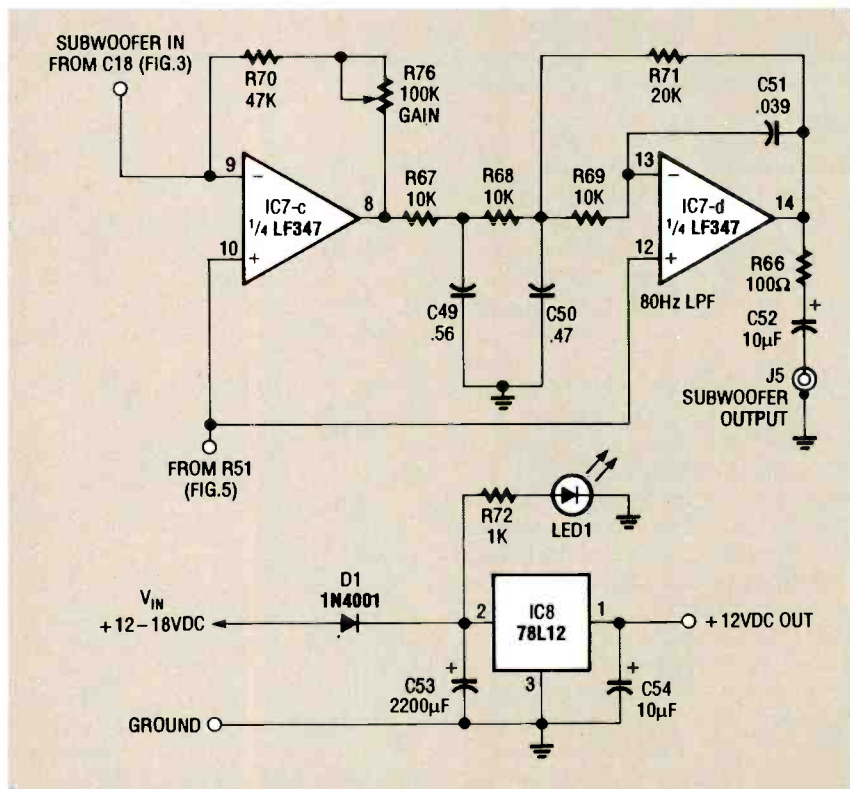 SUBWOOFER IN
FROM C18 (FIG.3)
R70
47K
R76
100K
GAIN
R71
20K
C51
.039
9
−
8
R67
10K
R68
10K
R69
10K
13
−
14
IC7-c
1/4 LF347
IC7-d
1/4 LF347
10
+
12
+
R66
100Ω
C49
.56
C50
.47
80Hz LPF
+
C52
10µF
J5
SUBWOOFER
OUTPUT
FROM R51
(FIG.5)
R72
1K
LED1
D1
1N4001
VIN
+12–18VDC
2
IC8
78L12
1
+12VDC OUT
+
C53
2200µF
3
+
C54
10µF
GROUND